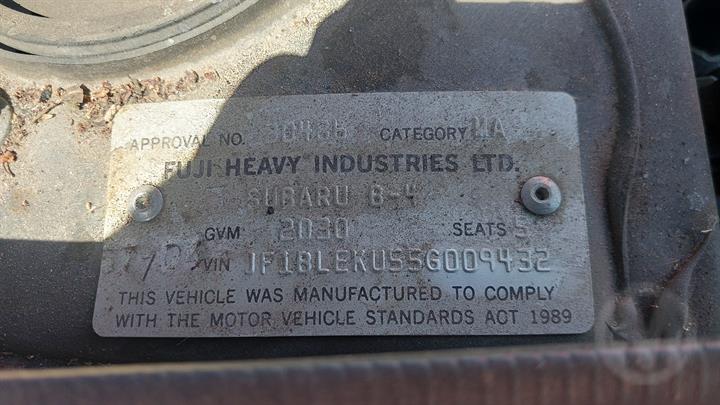 APPROVAL NO. 30486 CATEGORY MA
FUJI HEAVY INDUSTRIES LTD.
SUBARU B-4
GVM 2030 SEATS 5
VIN JF1BLEKUS5G009432
THIS VEHICLE WAS MANUFACTURED TO COMPLY
WITH THE MOTOR VEHICLE STANDARDS ACT 1989